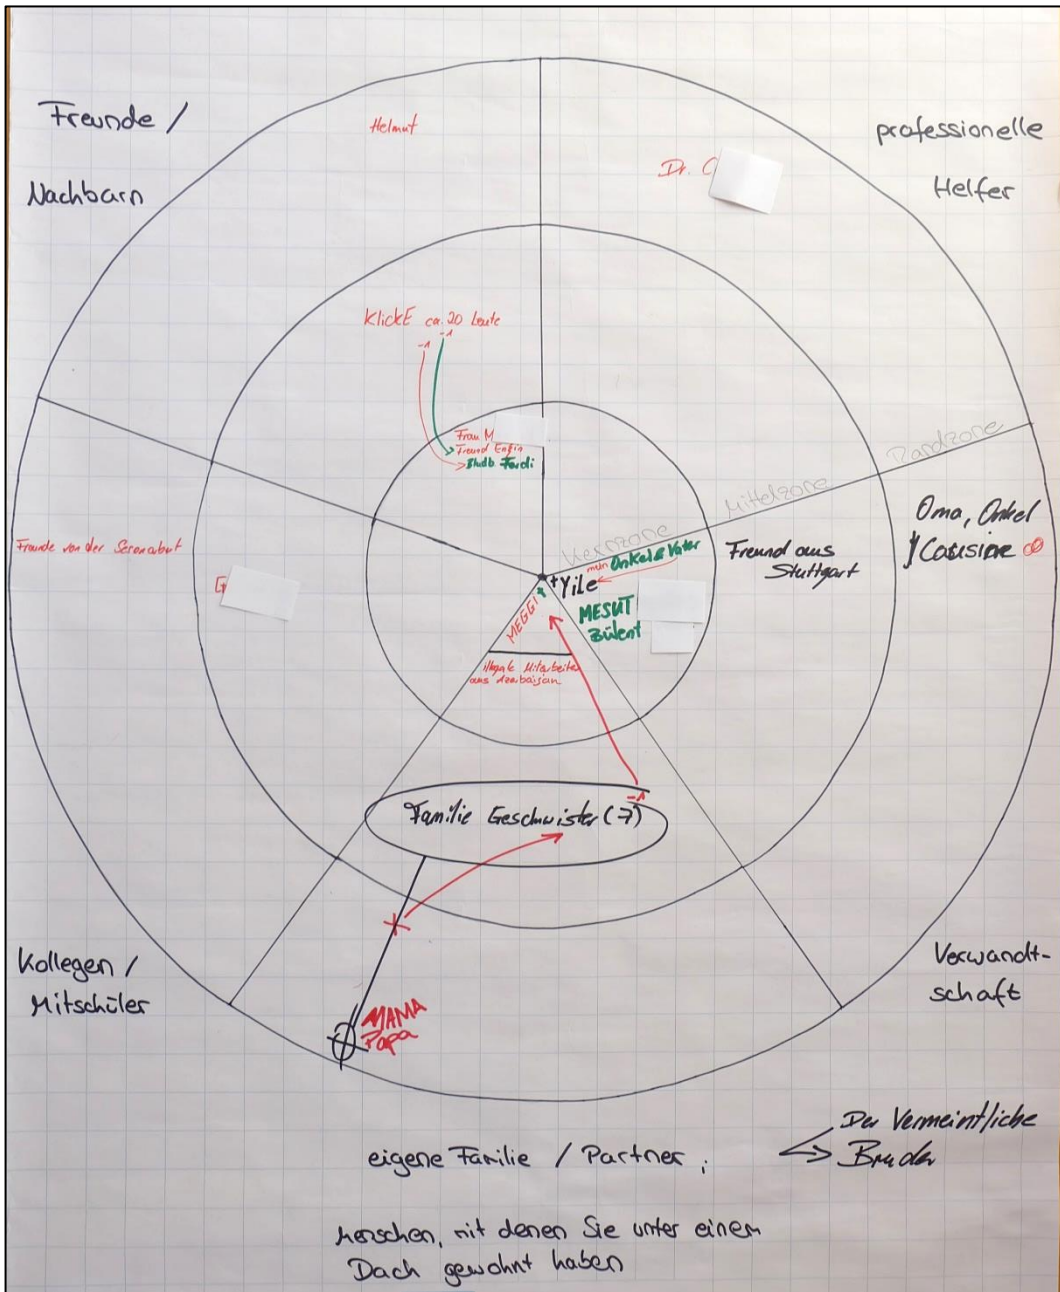 Freunde /
Nachbarn
Helmut
professionelle
Helfer
Dr. C
KlickE ca. 20 Leute
-1
-1
Frau M
Freund Engin
Ferdi
Randzone
Mittelzone
Kernzone
Oma, Onkel
Cousine
Freund aus
Stuttgart
mein Onkel & Vater
Yile
MESUT
Bülent
MEGGI
Freunde von der
G
illegale Mitarbeiter
aus Azerbaijan
-1
Familie Geschwister (7)
Kollegen /
Mitschüler
Verwandt-
schaft
MAMA
Papa
Der Vermeintliche
Bruder
eigene Familie / Partner ;
Menschen, mit denen Sie unter einem
Dach gewohnt haben